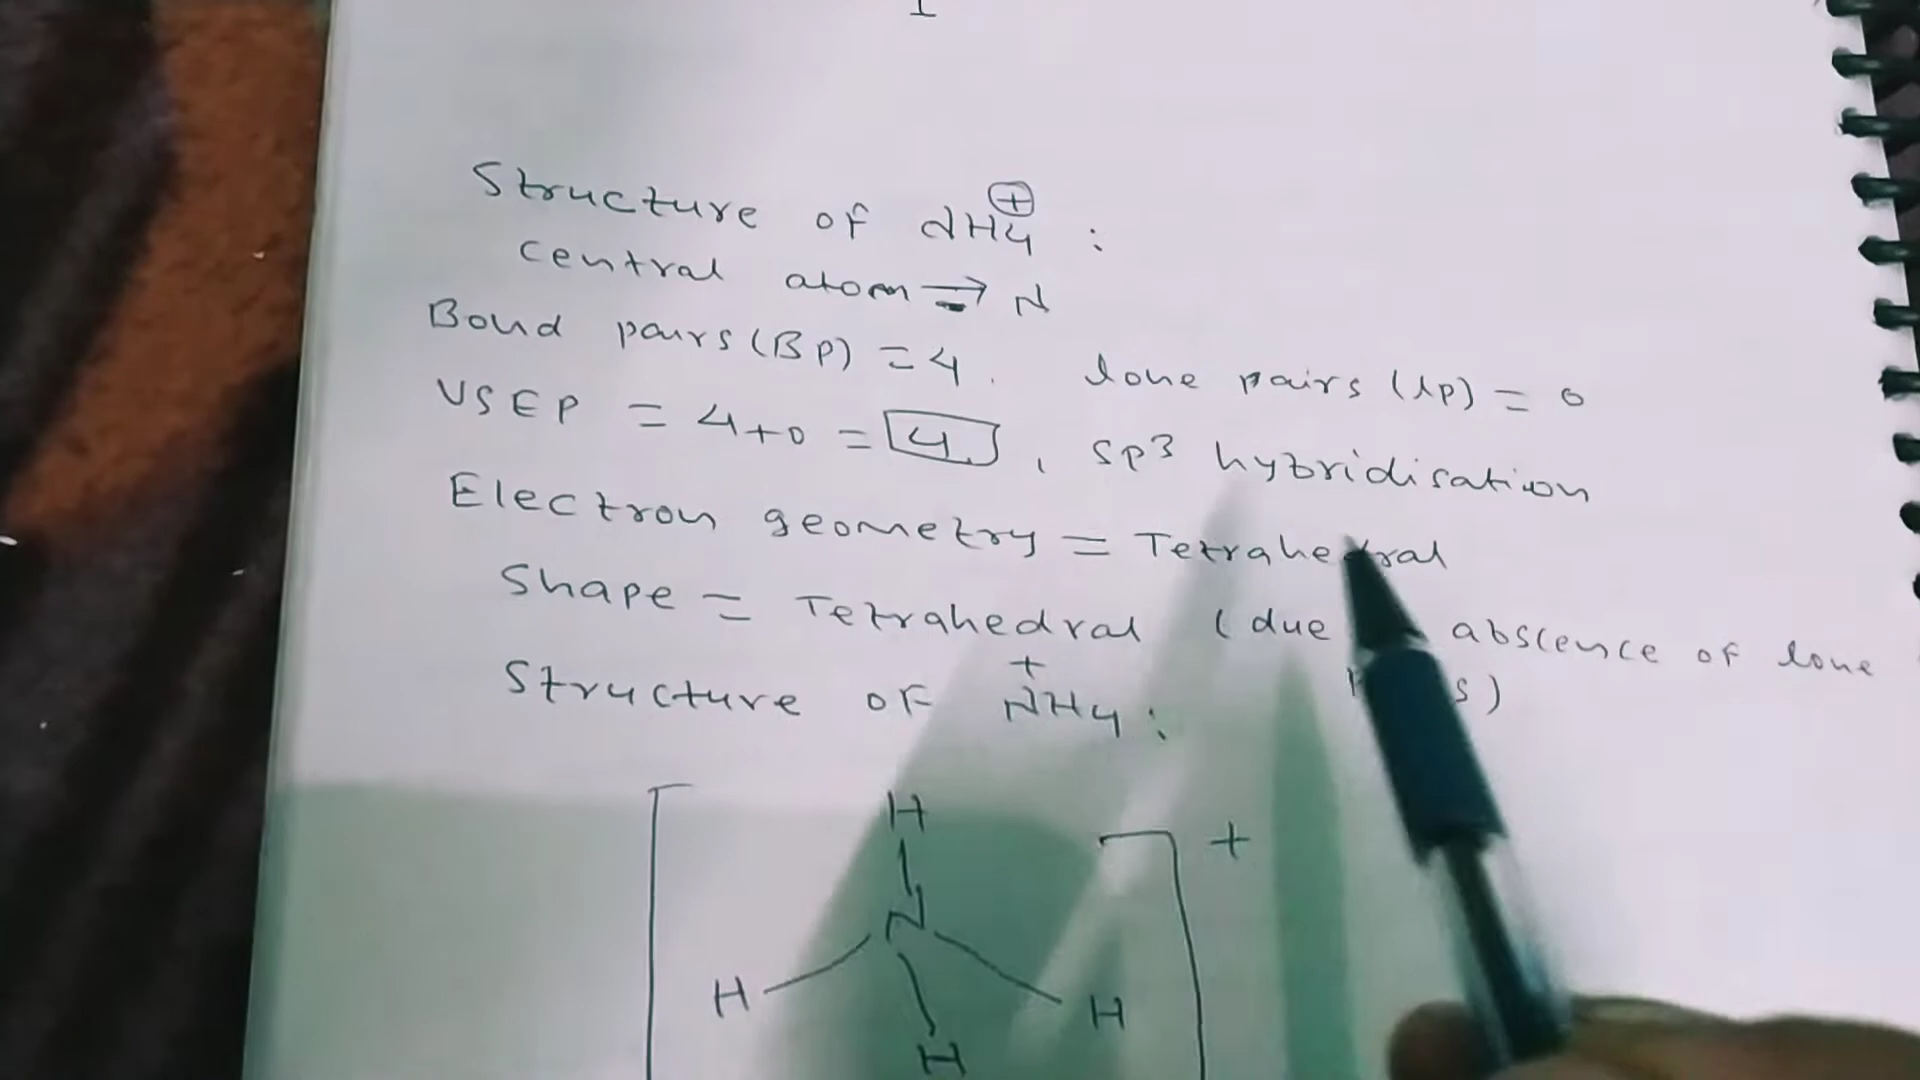 Structure of NH4⊕ :
central atom → N
Bond pairs (BP) = 4. lone pairs (lp) = 0
VSEP = 4+0 = 4, sp3 hybridisation
Electron geometry = Tetrahedral
Shape = Tetrahedral (due abscence of lone
Structure of NH4+ :
H
N
H H
H
+